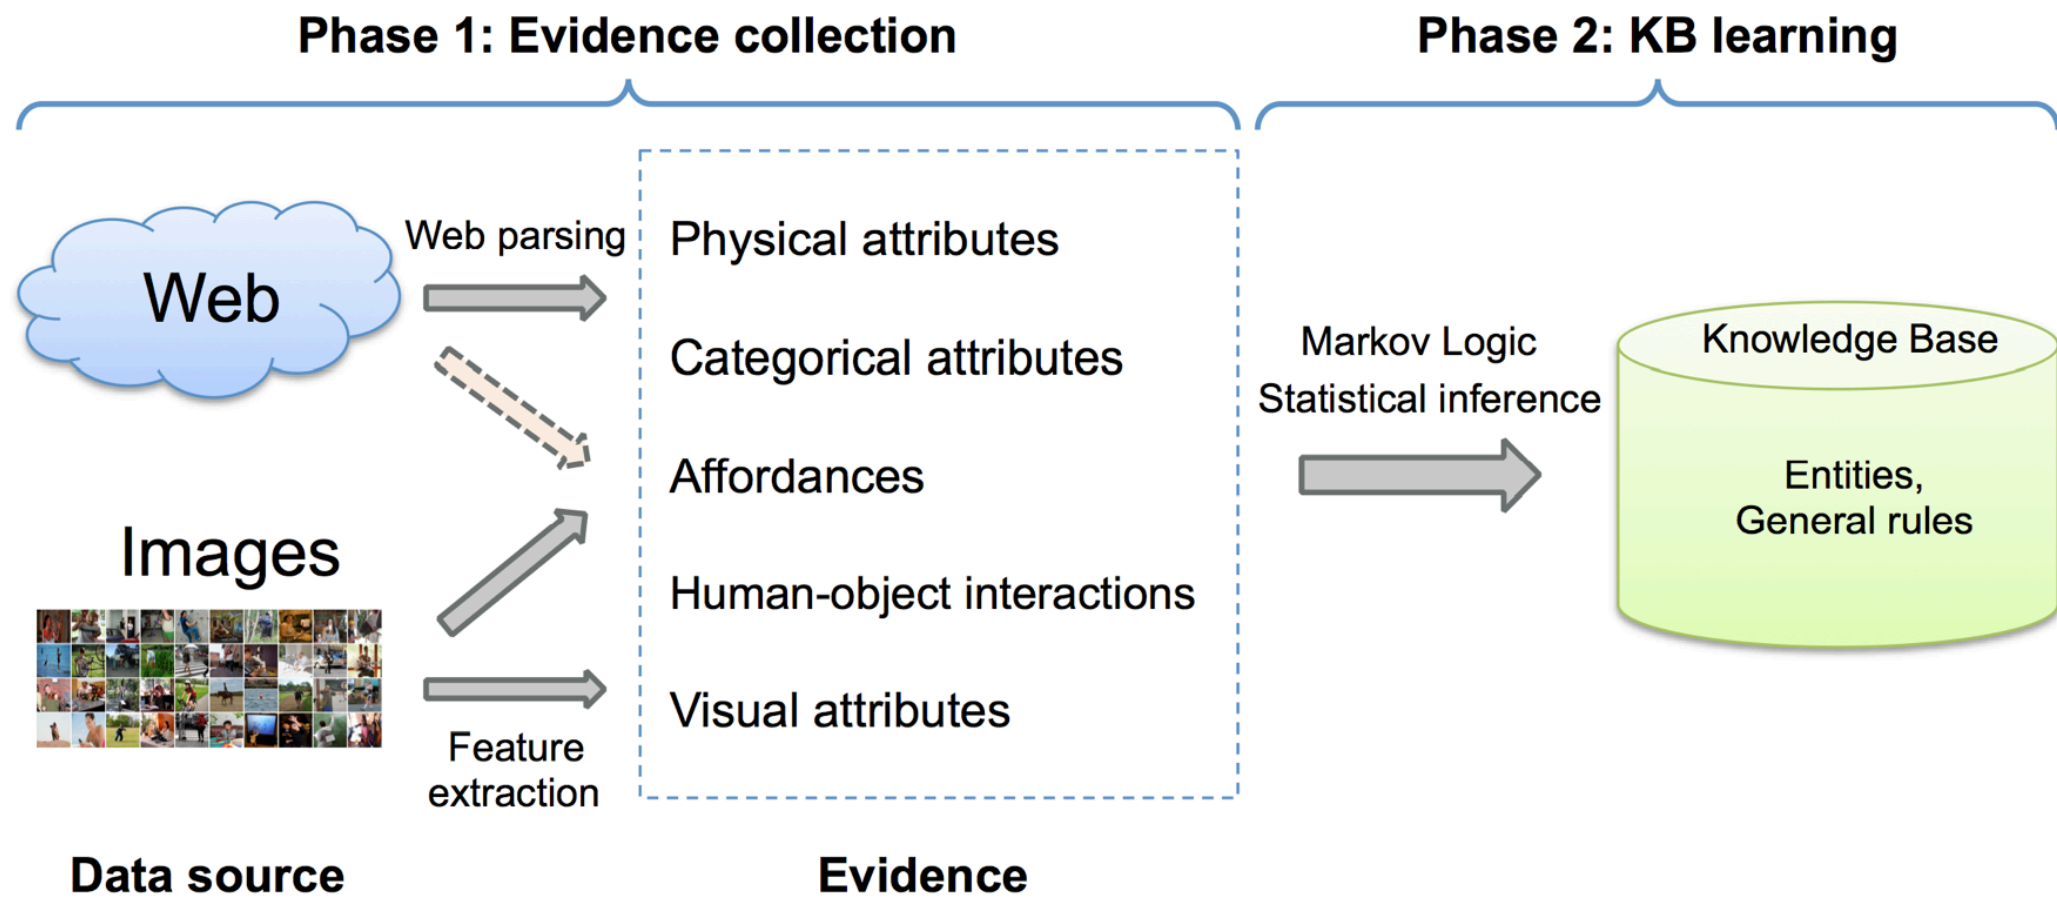 Phase 1: Evidence collection
Phase 2: KB learning
Web
Web parsing
Images
Feature
extraction
Physical attributes
Categorical attributes
Affordances
Human-object interactions
Visual attributes
Markov Logic
Statistical inference
Knowledge Base
Entities,
General rules
Data source
Evidence